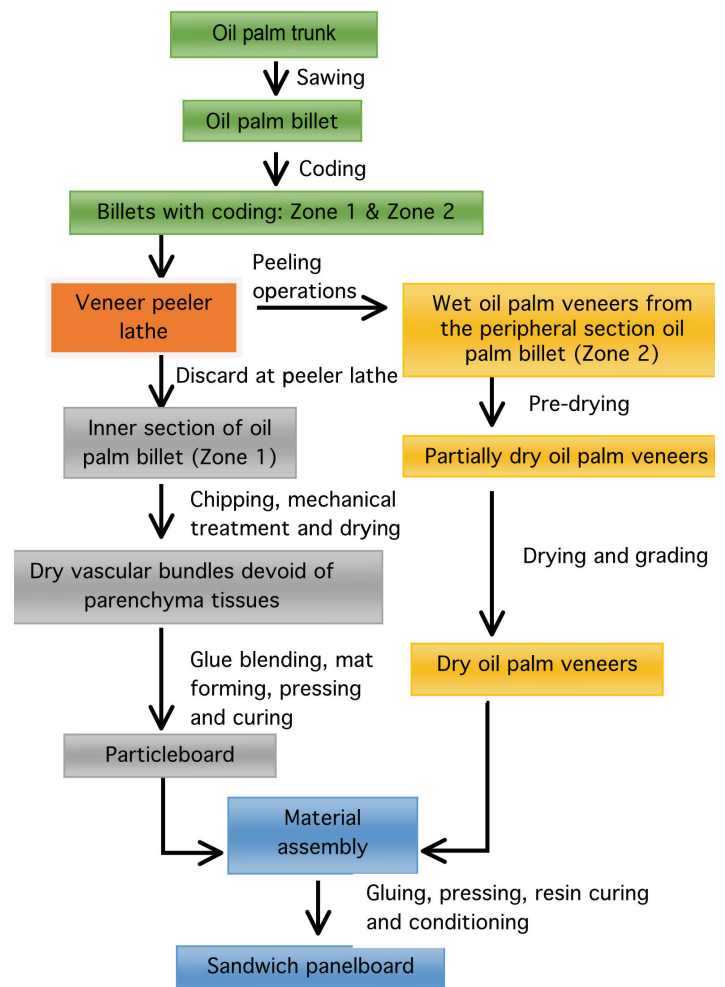 Oil palm trunk
Sawing
Oil palm billet
Coding
Billets with coding: Zone 1 & Zone 2
Peeling
operations
Veneer peeler
lathe
Wet oil palm veneers from
the peripheral section oil
palm billet (Zone 2)
Discard at peeler lathe
Pre-drying
Inner section of oil
palm billet (Zone 1)
Partially dry oil palm veneers
Chipping, mechanical
treatment and drying
Drying and grading
Dry vascular bundles devoid of
parenchyma tissues
Glue blending, mat
forming, pressing
and curing
Dry oil palm veneers
Particleboard
Material
assembly
Gluing, pressing, resin curing
and conditioning
Sandwich panelboard